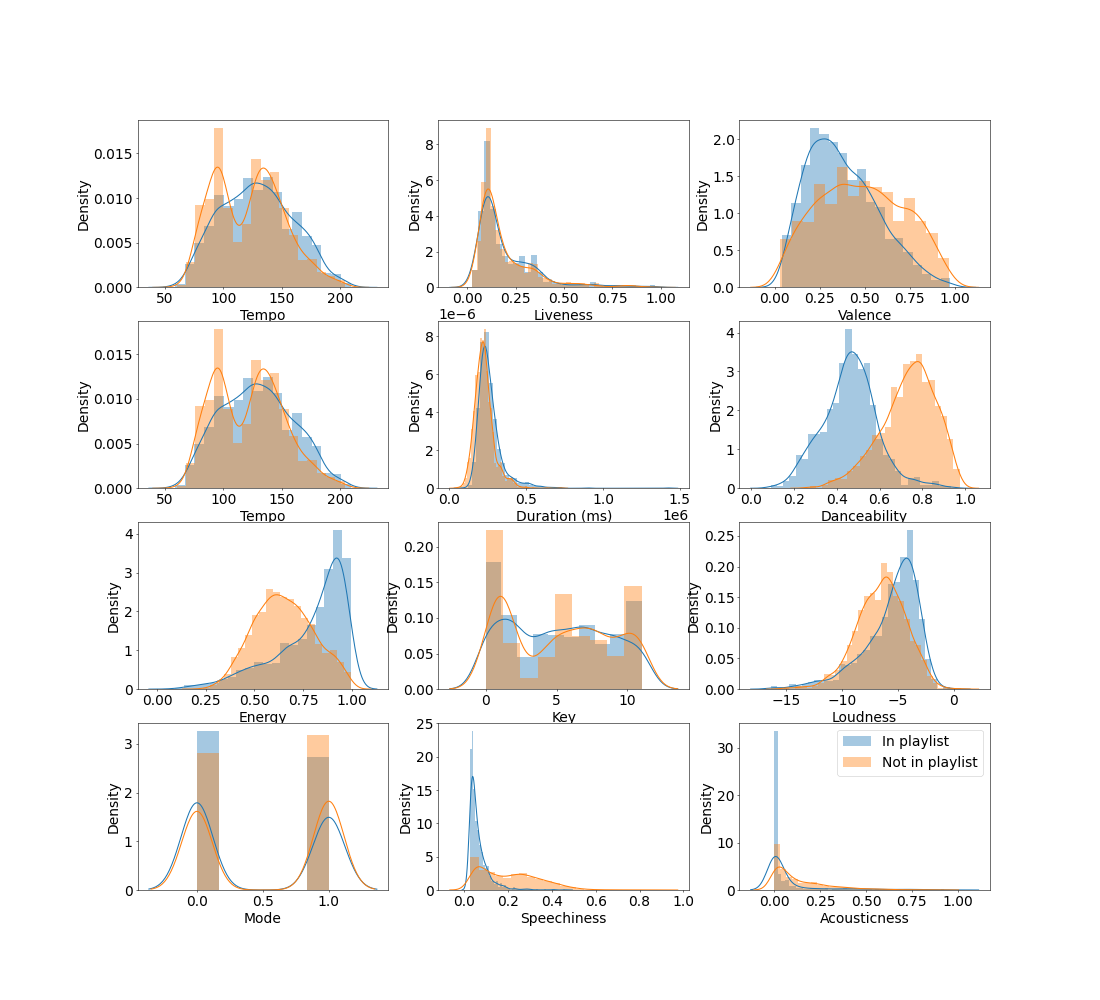 Density
0.015
0.010
0.005
0.000
50 100 150 200
Tempo
Density
8
6
4
2
0
0.00 0.25 0.50 0.75 1.00
Liveness
Density
2.0
1.5
1.0
0.5
0.0
0.00 0.25 0.50 0.75 1.00
Valence
Density
0.015
0.010
0.005
0.000
50 100 150 200
Tempo
1e−6
Density
8
6
4
2
0
0.0 0.5 1.0 1.5
Duration (ms)
1e6
Density
4
3
2
1
0
0.0 0.2 0.4 0.6 0.8 1.0
Danceability
Density
4
3
2
1
0
0.00 0.25 0.50 0.75 1.00
Energy
Density
0.20
0.15
0.10
0.05
0.00
0 5 10
Key
Density
0.25
0.20
0.15
0.10
0.05
0.00
−15 −10 −5 0
Loudness
Density
3
2
1
0
0.0 0.5 1.0
Mode
Density
25
20
15
10
5
0
0.0 0.2 0.4 0.6 0.8 1.0
Speechiness
Density
30
20
10
0
0.00 0.25 0.50 0.75 1.00
Acousticness
In playlist
Not in playlist